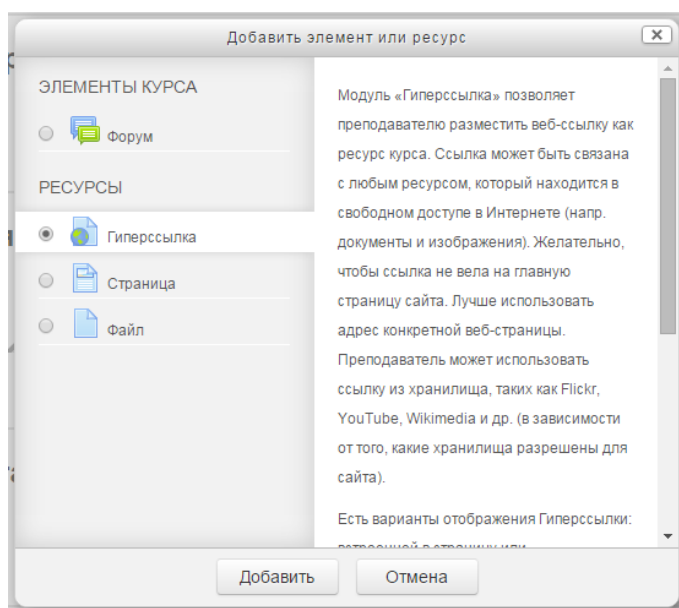 Добавить элемент или ресурс
ЭЛЕМЕНТЫ КУРСА
Форум
РЕСУРСЫ
Гиперссылка
Страница
Файл
Модуль «Гиперссылка» позволяет
преподавателю разместить веб-ссылку как
ресурс курса. Ссылка может быть связана
с любым ресурсом, который находится в
свободном доступе в Интернете (напр.
документы и изображения). Желательно,
чтобы ссылка не вела на главную
страницу сайта. Лучше использовать
адрес конкретной веб-страницы.
Преподаватель может использовать
ссылку из хранилища, таких как Flickr,
YouTube, Wikimedia и др. (в зависимости
от того, какие хранилища разрешены для
сайта).
Есть варианты отображения Гиперссылки:
встроенной в страницу или
Добавить
Отмена